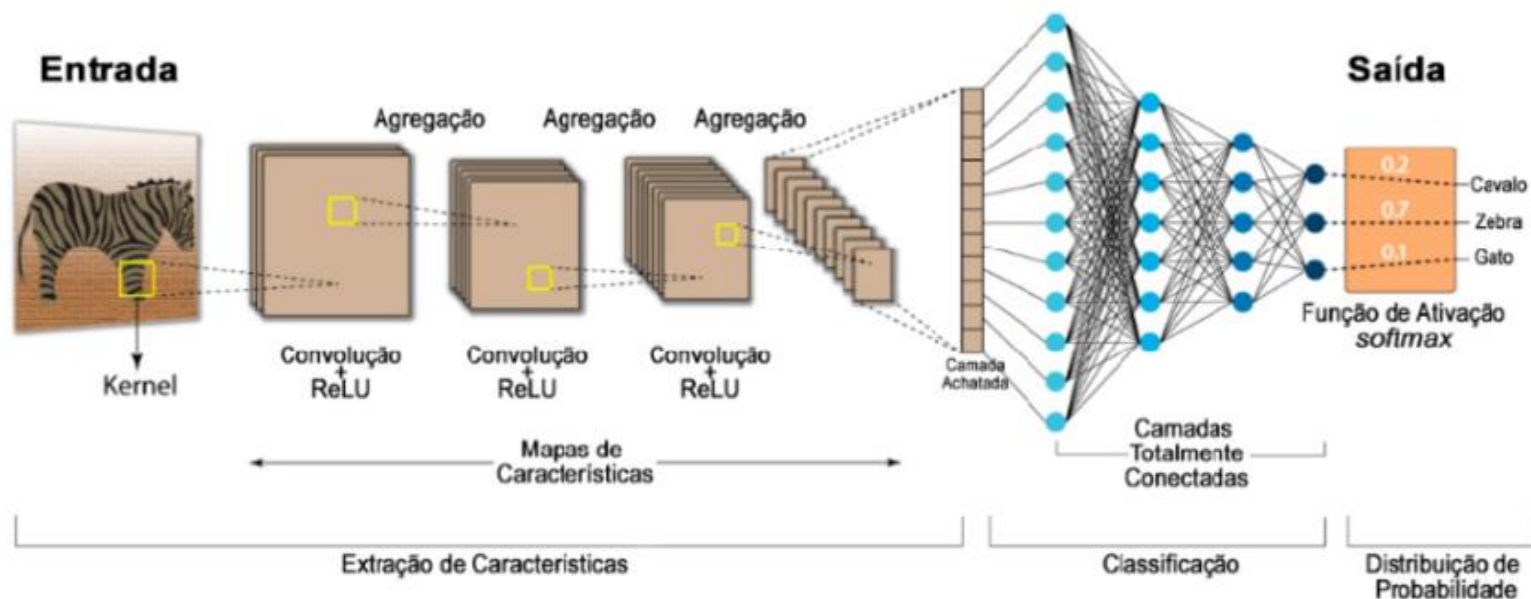 Entrada
Saída
Agregação
Agregação
Agregação
0.2
Cavalo
0.7
Zebra
0.1
Gato
Kernel
Convolução
+
ReLU
Convolução
+
ReLU
Convolução
+
ReLU
Camada
Achatada
Função de Ativação
softmax
Mapas de
Características
Camadas
Totalmente
Conectadas
Extração de Características
Classificação
Distribuição de
Probabilidade